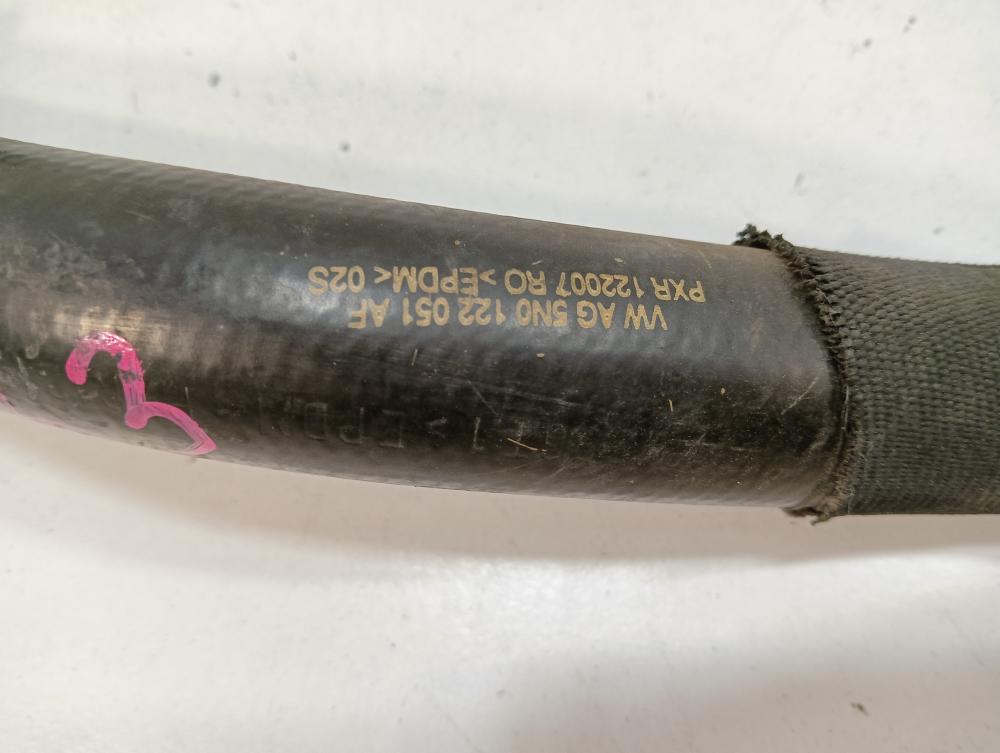 VW AG 5N0 122 051 AF
PXR 122007 RO >EPDM< 02S